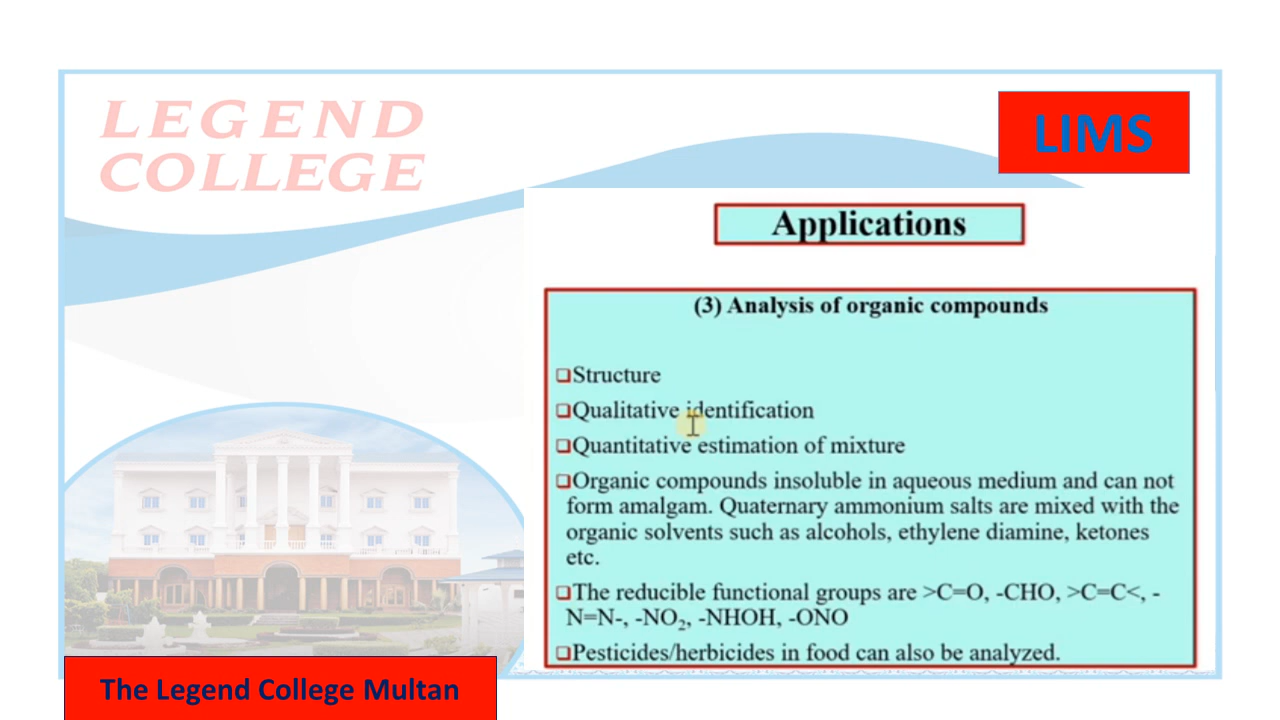 LEGEND
COLLEGE
LIMS
Applications
(3) Analysis of organic compounds
❑Structure
❑Qualitative identification
❑Quantitative estimation of mixture
❑Organic compounds insoluble in aqueous medium and can not
form amalgam. Quaternary ammonium salts are mixed with the
organic solvents such as alcohols, ethylene diamine, ketones
etc.
❑The reducible functional groups are >C=O, -CHO, >C=C<, -
N=N-, -NO₂, -NHOH, -ONO
❑Pesticides/herbicides in food can also be analyzed.
The Legend College Multan